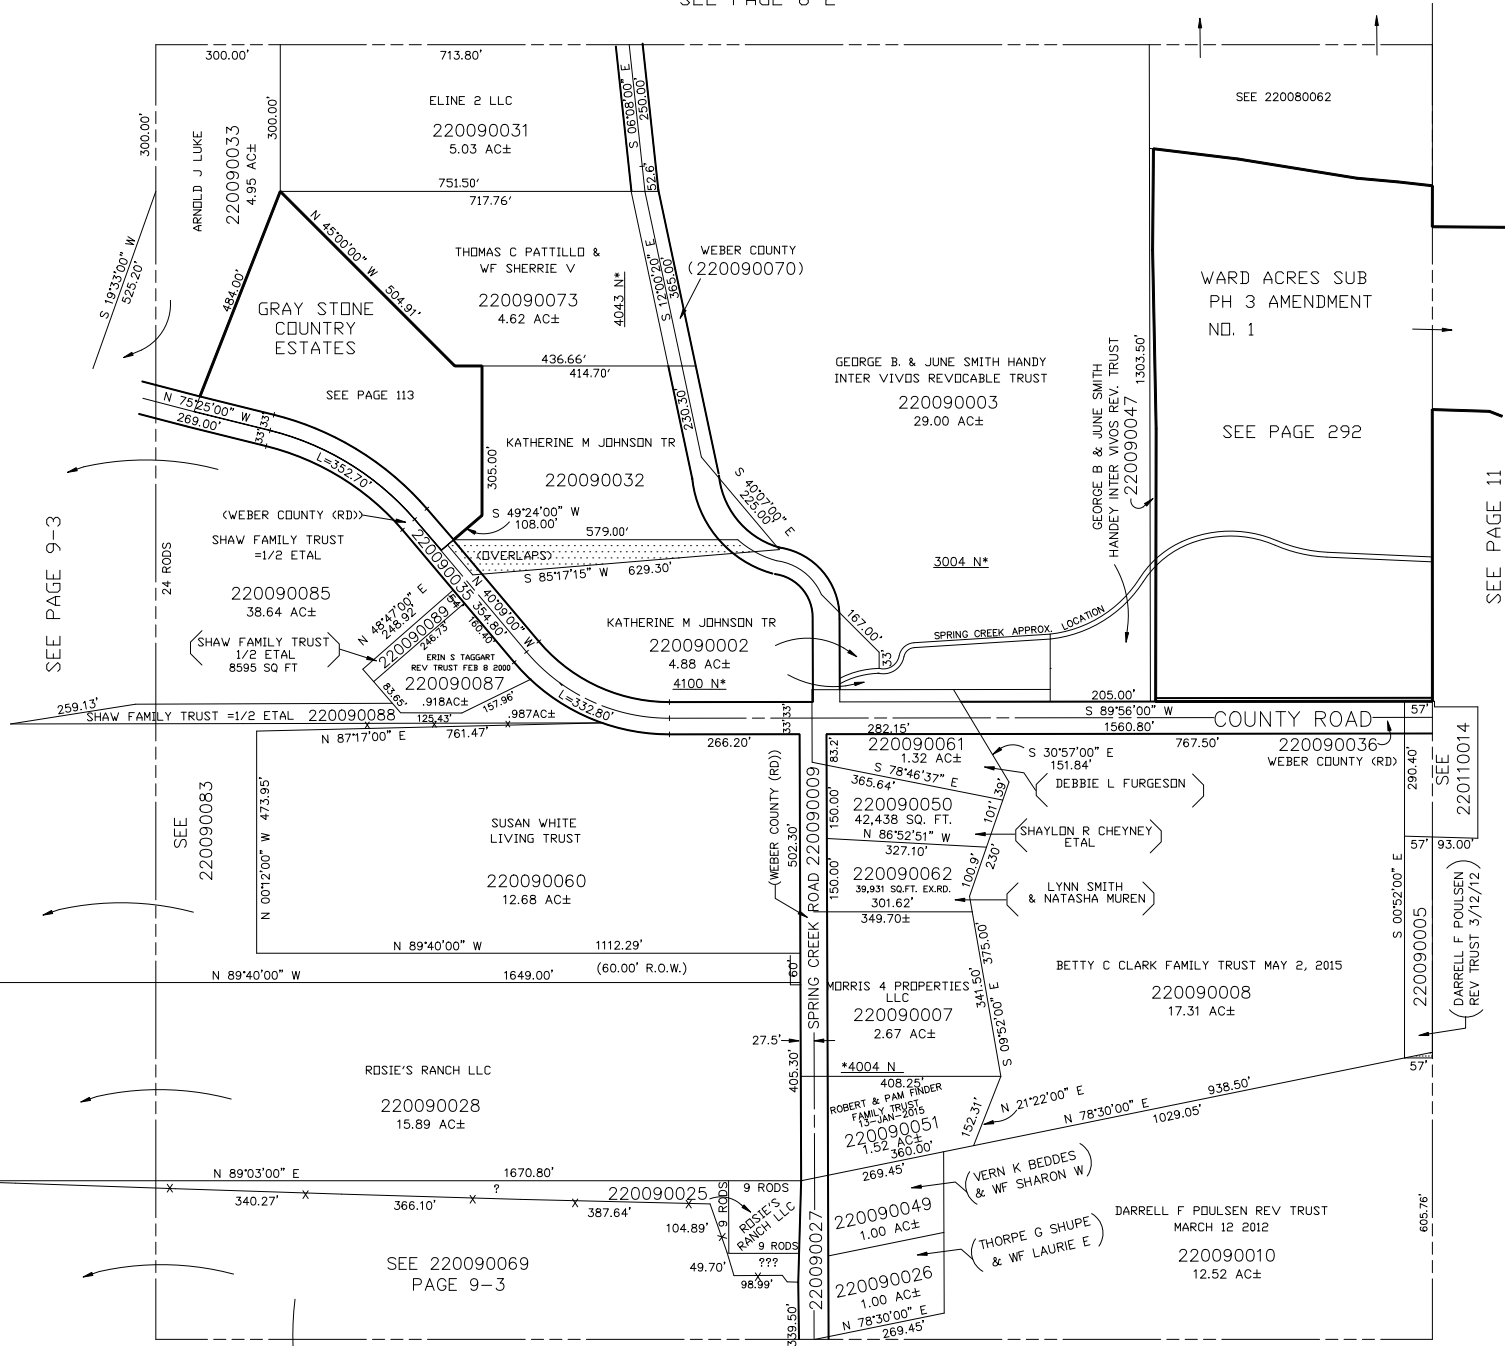 300.00'
713.80'
SEE 220080062
ELINE 2 LLC
220090031
5.03 AC±
300.00'
300.00'
ARNOLD J LUKE
220090033
4.95 AC±
S 06°08'00" E
250.00'
52.6'
751.50'
717.76'
S 19°33'00" W
525.20'
484.00'
N 45°00'00" W
504.91'
GRAY STONE
COUNTRY
ESTATES
SEE PAGE 113
THOMAS C PATTILLO &
WF SHERRIE V
220090073
4.62 AC±
4043 N*
S 12°00'20" E
365.00'
WEBER COUNTY
(220090070)
WARD ACRES SUB
PH 3 AMENDMENT
NO. 1
SEE PAGE 292
436.66'
414.70'
230.30'
GEORGE B. & JUNE SMITH HANDY
INTER VIVOS REVOCABLE TRUST
220090003
29.00 AC±
3004 N*
GEORGE B & JUNE SMITH
HANDEY INTER VIVOS REV. TRUST
220090047
1303.50'
SEE PAGE 11
N 75°25'00" W
269.00'
33'33'
L=352.70'
305.00'
KATHERINE M JOHNSON TR
220090032
S 49°24'00" W
108.00'
579.00'
S 40°07'00" E
225.00'
(OVERLAPS)
S 85°17'15" W 629.30'
SEE PAGE 9-3
24 RODS
(WEBER COUNTY (RD))
SHAW FAMILY TRUST
=1/2 ETAL
220090085
38.64 AC±
220090035
N 40°09'00" W
354.80'
N 48°47'00" E
248.92'
54'
220090089
246.73'
160.40'
SHAW FAMILY TRUST
1/2 ETAL
8595 SQ FT
ERIN S TAGGART
REV TRUST FEB 8 2000
220090087
.918AC±
83.65'
157.96'
125.43'
.987AC±
KATHERINE M JOHNSON TR
220090002
4.88 AC±
4100 N*
167.00'
33'
SPRING CREEK APPROX. LOCATION
L=332.80'
259.13'
SHAW FAMILY TRUST =1/2 ETAL 220090088
N 87°17'00" E
761.47'
266.20'
33'33'
205.00'
S 89°56'00" W
1560.80'
COUNTY ROAD
57'
282.15'
767.50'
220090036
WEBER COUNTY (RD)
290.40'
SEE
220110014
83.2'
220090061
1.32 AC±
S 30°57'00" E
151.84'
DEBBIE L FURGESON
S 78°46'37" E
365.64'
39'
220090050
42,438 SQ. FT.
150.00'
101'
SHAYLON R CHEYNEY
ETAL
N 86°52'51" W
327.10'
230'
220090062
39,931 SQ.FT. EX.RD.
150.00'
100.9'
301.62'
349.70±
LYNN SMITH
& NATASHA MUREN
57'
93.00'
SEE
220090083
N 00°12'00" W 473.95'
SUSAN WHITE
LIVING TRUST
220090060
12.68 AC±
(WEBER COUNTY (RD))
502.30'
SPRING CREEK ROAD 220090009
N 89°40'00" W
1112.29'
N 89°40'00" W
1649.00'
(60.00' R.O.W.)
60'
MORRIS 4 PROPERTIES
LLC
220090007
2.67 AC±
375.00'
341.50'
S 09°52'00" E
BETTY C CLARK FAMILY TRUST MAY 2, 2015
220090008
17.31 AC±
S 00°52'00" E
220090005
DARRELL F POULSEN
REV TRUST 3/12/12.
57'
27.5'
405.30'
*4004 N
408.25'
ROSIE'S RANCH LLC
220090028
15.89 AC±
ROBERT & PAM FINDER
FAMILY TRUST
13-JAN-2015
220090051
1.52 AC±
152.31'
N 21°22'00" E
N 78°30'00" E
938.50'
1029.05'
360.00'
269.45'
N 89°03'00" E
1670.80'
340.27'
366.10'
?
387.64'
220090025
9 RODS
9 RODS
ROSIE'S
RANCH LLC
9 RODS
104.89'
???
49.70'
98.99'
SEE 220090069
PAGE 9-3
220090027
339.50'
VERN K BEDDES
& WF SHARON W
220090049
1.00 AC±
THORPE G SHUPE
& WF LAURIE E
220090026
1.00 AC±
N 78°30'00" E
269.45'
DARRELL F POULSEN REV TRUST
MARCH 12 2012
220090010
12.52 AC±
605.76'